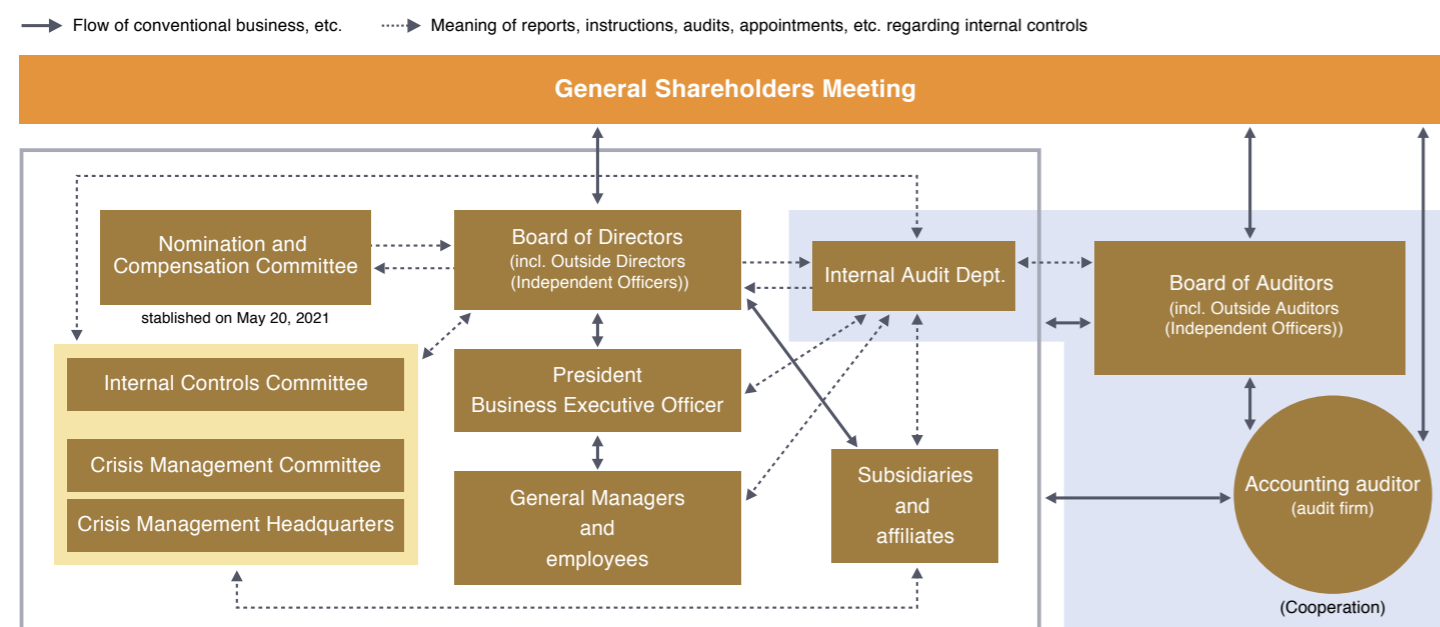 Flow of conventional business, etc.
Meaning of reports, instructions, audits, appointments, etc. regarding internal controls
General Shareholders Meeting
Nomination and
Compensation Committee
stablished on May 20, 2021
Board of Directors
(incl. Outside Directors
(Independent Officers))
Internal Audit Dept.
Board of Auditors
(incl. Outside Auditors
(Independent Officers))
Internal Controls Committee
Crisis Management Committee
Crisis Management Headquarters
President
Business Executive Officer
General Managers
and
employees
Subsidiaries
and
affiliates
Accounting auditor
(audit firm)
(Cooperation)